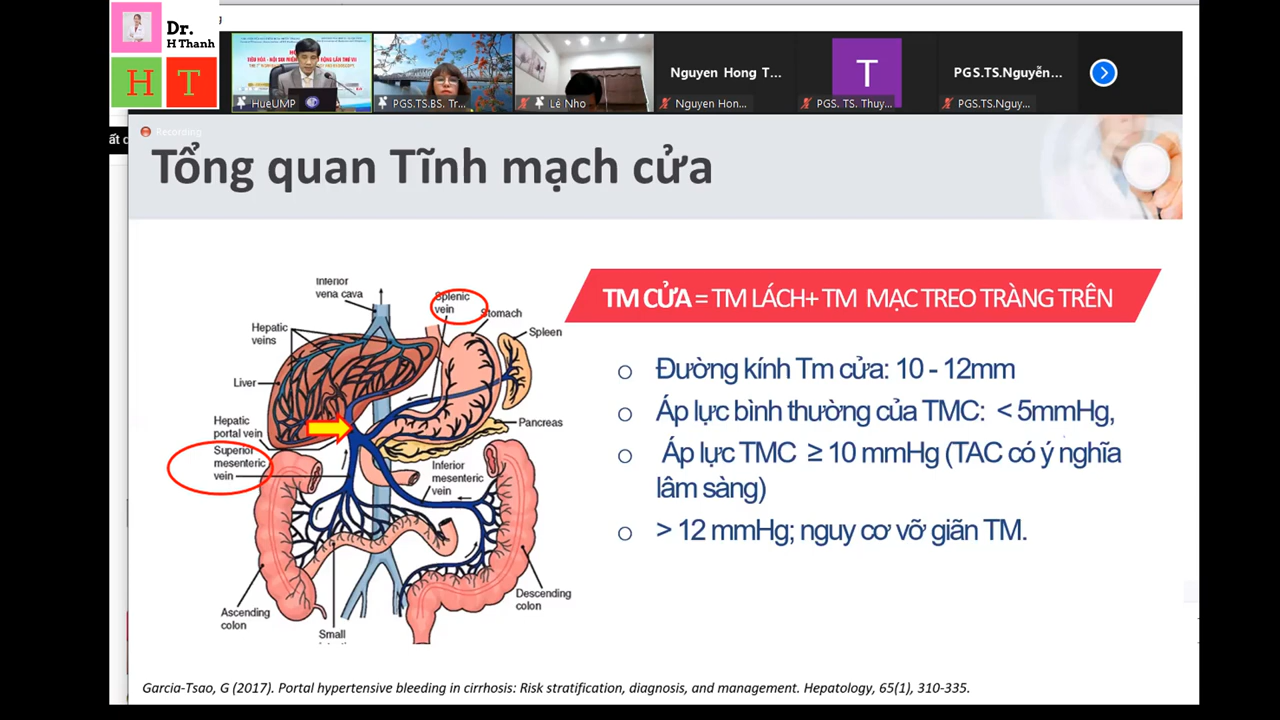 Dr.
H Thanh
H T
HueUMP
PGS.TS.BS. Tr...
Lê Nho
Nguyen Hong T...
Nguyen Hon...
T
PGS. TS. Thuy...
PGS.TS.Nguyễn...
PGS.TS.Nguy...
Recording
Tổng quan Tĩnh mạch cửa
Inferior
vena cava
Splenic
vein
Stomach
Spleen
Hepatic
veins
Liver
Hepatic
portal vein
Superior
mesenteric
vein
Pancreas
Inferior
mesenteric
vein
Ascending
colon
Small
Descending
colon
TM CỬA = TM LÁCH+ TM MẠC TREO TRÀNG TRÊN
o Đường kính Tm cửa: 10 - 12mm
o Áp lực bình thường của TMC: < 5mmHg,
o Áp lực TMC ≥ 10 mmHg (TAC có ý nghĩa
lâm sàng)
o > 12 mmHg; nguy cơ vỡ giãn TM.
Garcia-Tsao, G (2017). Portal hypertensive bleeding in cirrhosis: Risk stratification, diagnosis, and management. Hepatology, 65(1), 310-335.